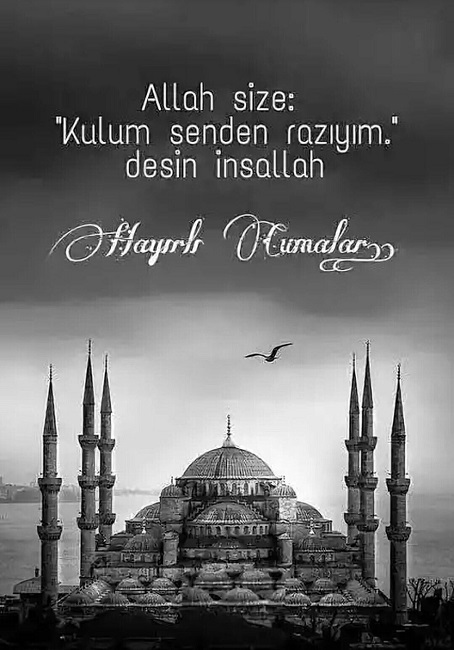 Allah size:
"Kulum senden razıyım."
desin insallah
Hayırlı Cumalar